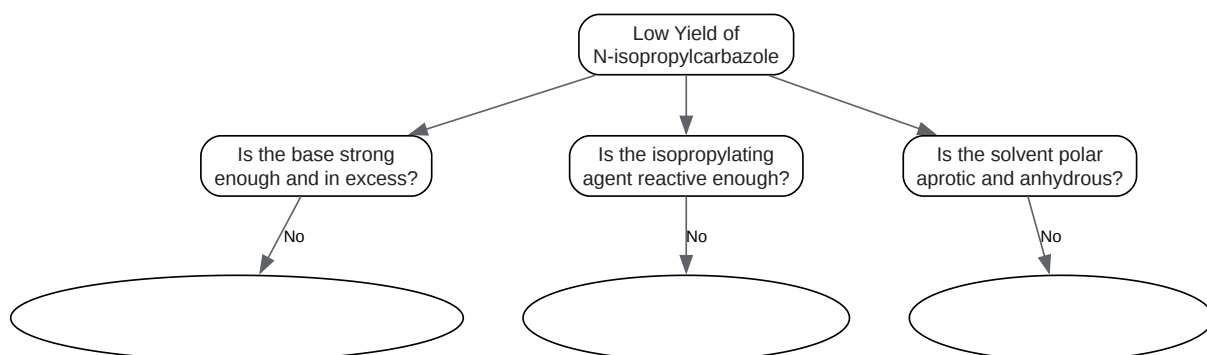 Low Yield of
N-isopropylcarbazole
Is the base strong
enough and in excess?
Is the isopropylating
agent reactive enough?
Is the solvent polar
aprotic and anhydrous?
No
No
No